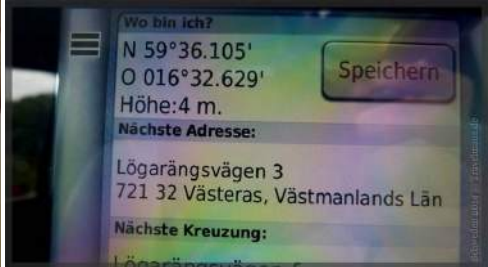 Wo bin ich?
N 59°36.105'
O 016°32.629'
Höhe:4 m.
Speichern
Nächste Adresse:
Lögarängsvägen 3
721 32 Västeras, Västmanlands Län
Nächste Kreuzung: